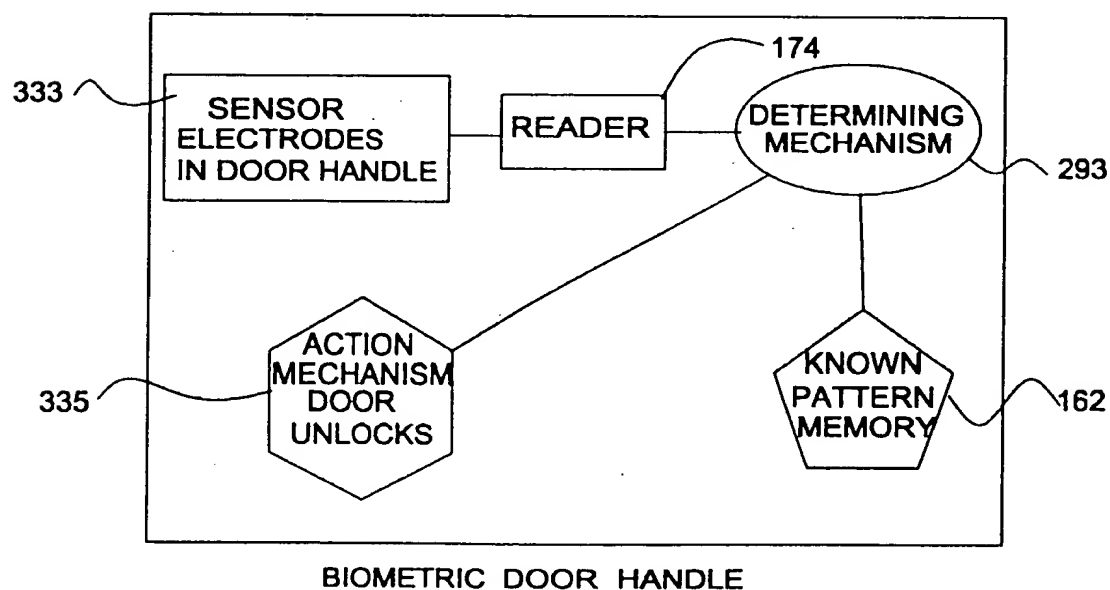 174
333
SENSOR
ELECTRODES
IN DOOR HANDLE
READER
DETERMINING
MECHANISM
293
ACTION
MECHANISM
DOOR
UNLOCKS
335
KNOWN
PATTERN
MEMORY
162
BIOMETRIC DOOR HANDLE